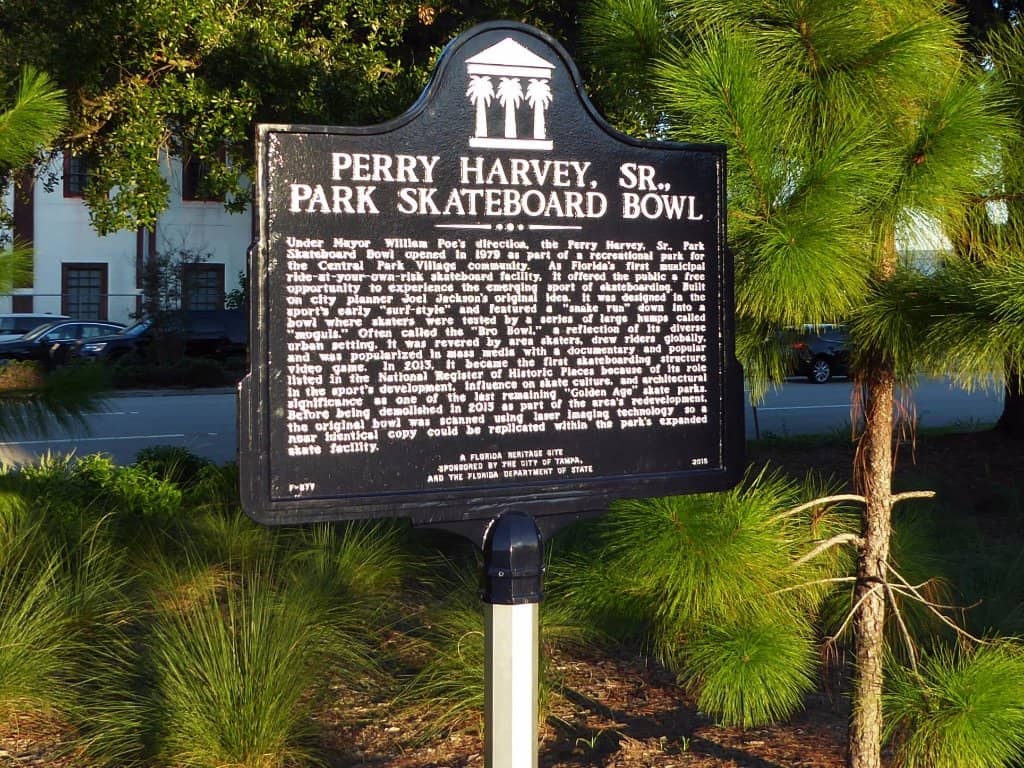 PERRY HARVEY, SR.,
PARK SKATEBOARD BOWL
Under Mayor William Poe's direction, the Perry Harvey, Sr., Park
Skateboard Bowl opened in 1979 as part of a recreational park for
the Central Park Village community. As Florida's first municipal
ride-at-your-own-risk skateboard facility, it offered the public a free
opportunity to experience the emerging sport of skateboarding. Built
on city planner Joel Jackson's original idea, it was designed in the
sport's early "surf-style" and featured a "snake run" down into a
bowl where skaters were tested by a series of large humps called
"moguls." Often called the "Bro Bowl," a reflection of its diverse
urban setting, it was revered by area skaters, drew riders globally,
and was popularized in mass media with a documentary and popular
video game. In 2013, it became the first skateboarding structure
listed in the National Register of Historic Places because of its role
in the sport's development, influence on skate culture, and architectural
significance as one of the last remaining "Golden Age" skate parks.
Before being demolished in 2015 as part of the area's redevelopment,
the original bowl was scanned using laser imaging technology so a
near identical copy could be replicated within the park's expanded
skate facility.
A FLORIDA HERITAGE SITE
SPONSORED BY THE CITY OF TAMPA,
AND THE FLORIDA DEPARTMENT OF STATE
F-877
2015